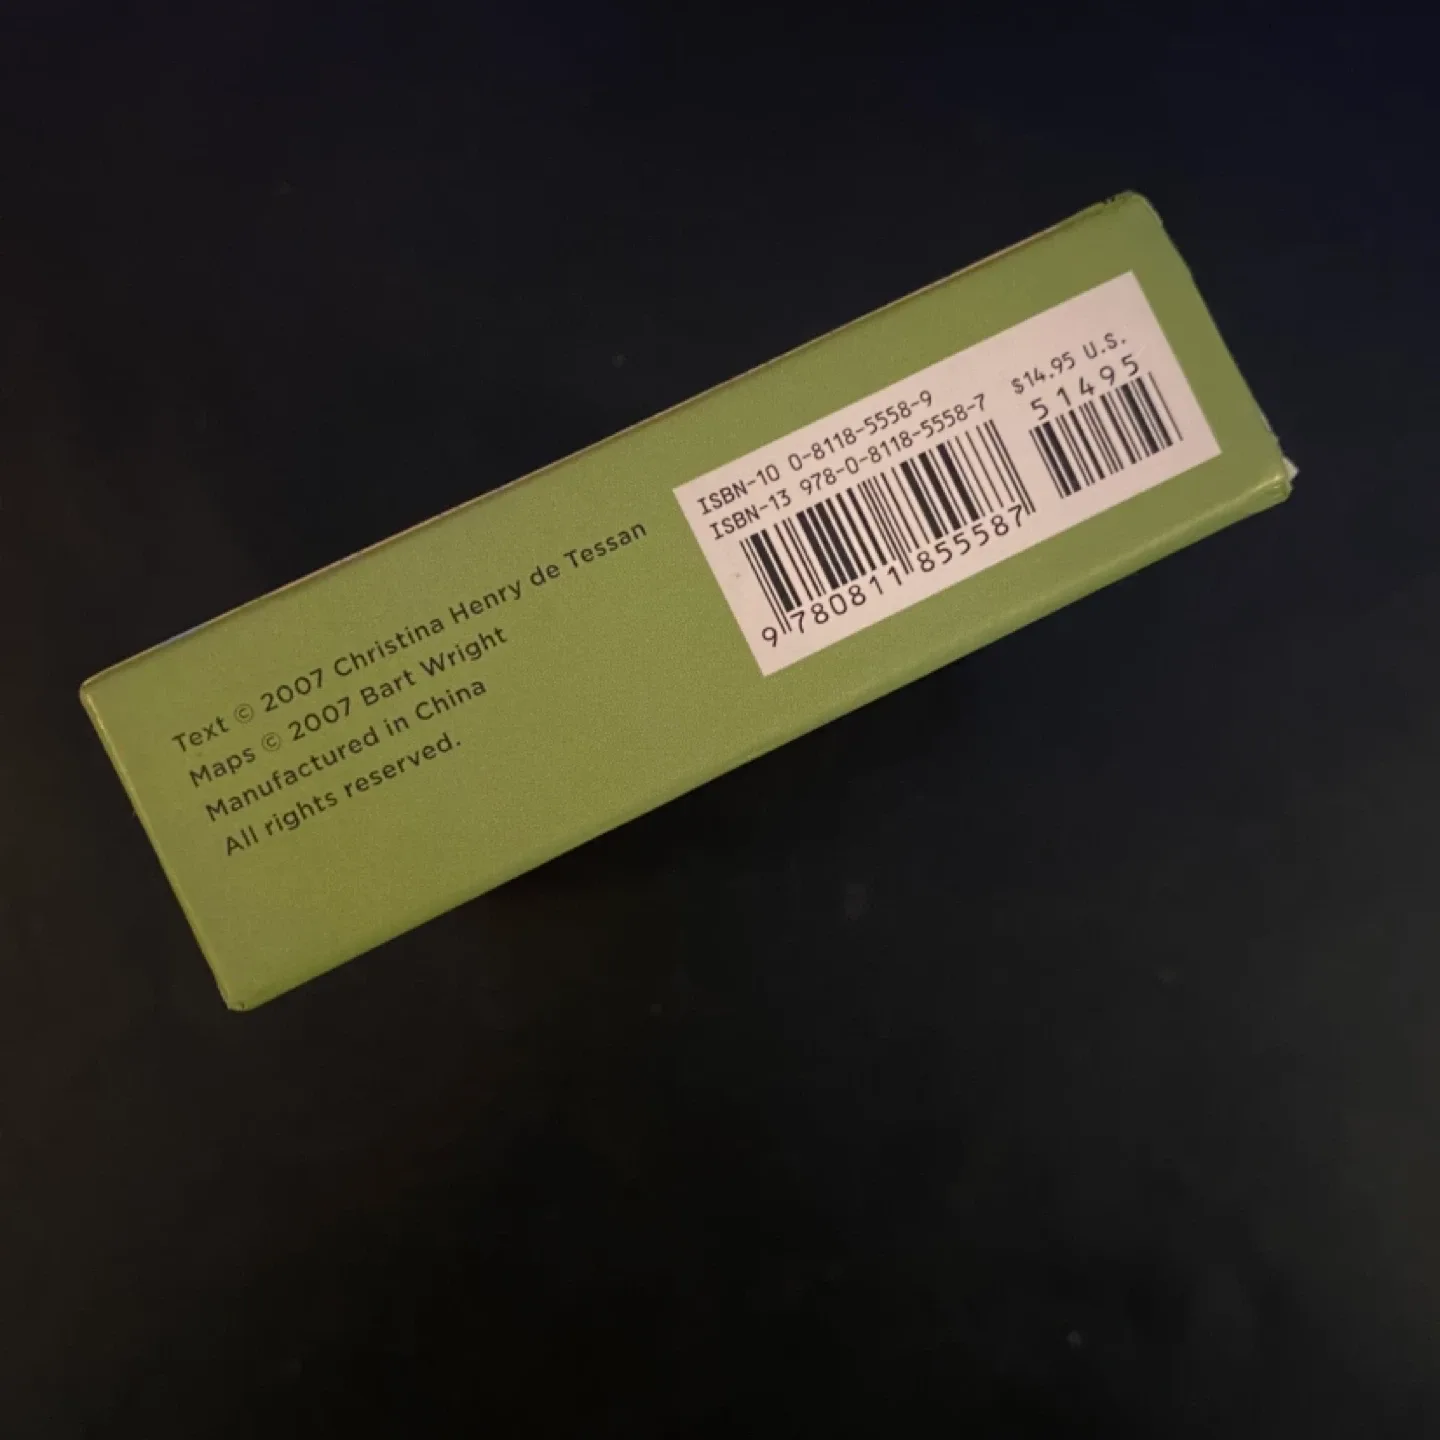 Text © 2007 Christina Henry de Tessan
Maps © 2007 Bart Wright
Manufactured in China
All rights reserved.
ISBN-10 0-8118-5558-9
ISBN-13 978-0-8118-5558-7
9 780811 855587
$14.95 U.S.
51495